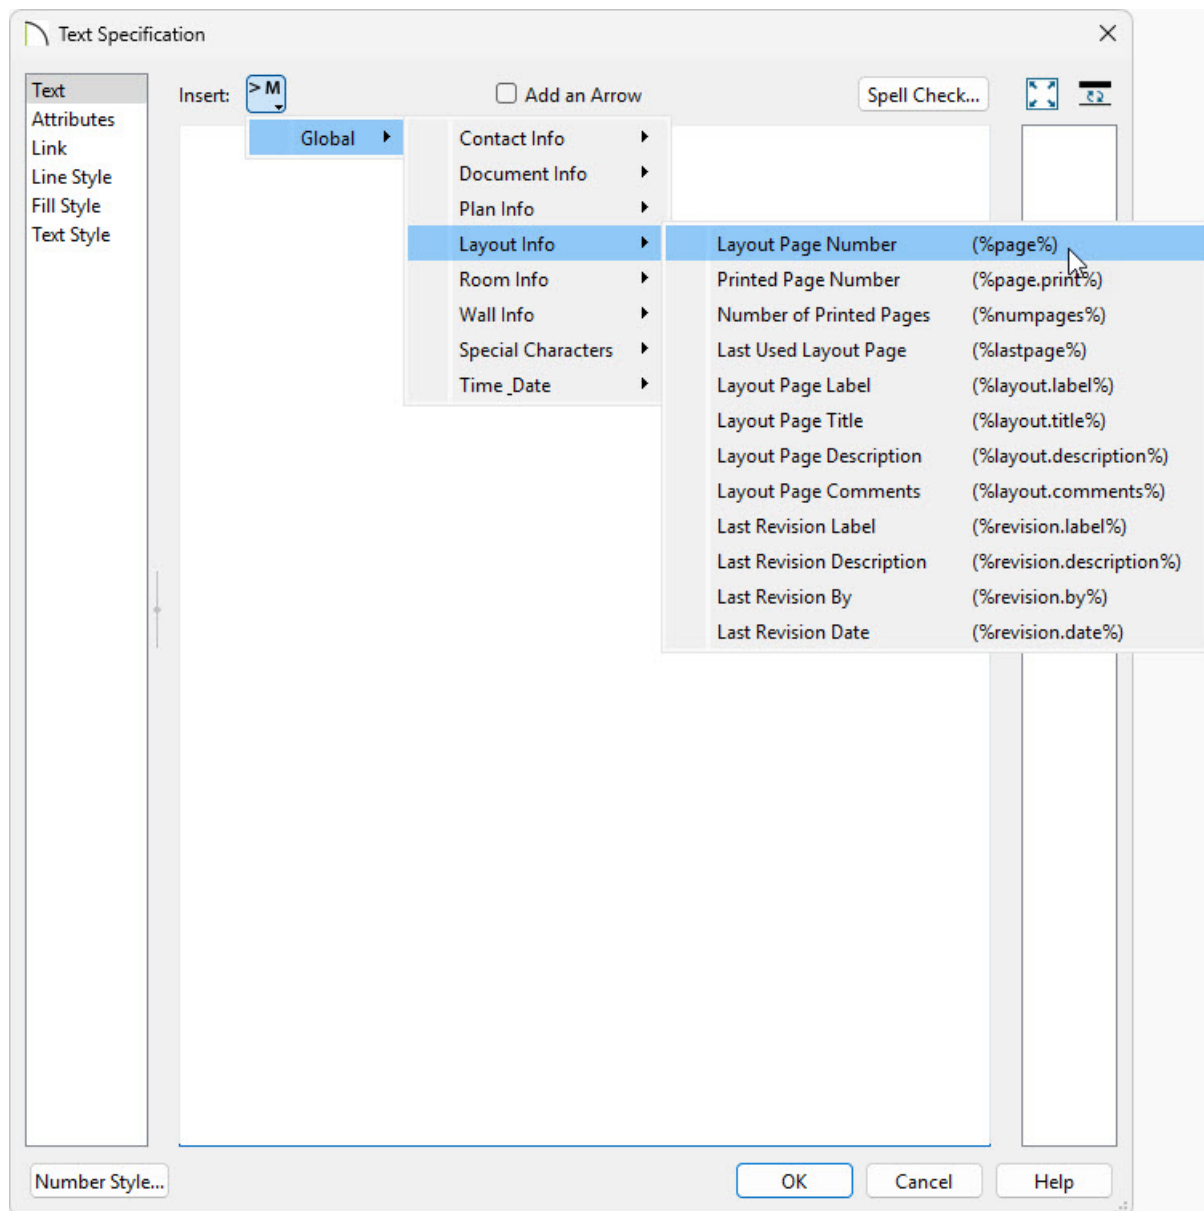 Text Specification
Text
Attributes
Link
Line Style
Fill Style
Text Style
Insert: > M Add an Arrow Spell Check...
Global
Contact Info
Document Info
Plan Info
Layout Info
Room Info
Wall Info
Special Characters
Time_Date
Layout Page Number (%page%)
Printed Page Number (%page.print%)
Number of Printed Pages (%numpages%)
Last Used Layout Page (%lastpage%)
Layout Page Label (%layout.label%)
Layout Page Title (%layout.title%)
Layout Page Description (%layout.description%)
Layout Page Comments (%layout.comments%)
Last Revision Label (%revision.label%)
Last Revision Description (%revision.description%)
Last Revision By (%revision.by%)
Last Revision Date (%revision.date%)
Number Style... OK Cancel Help